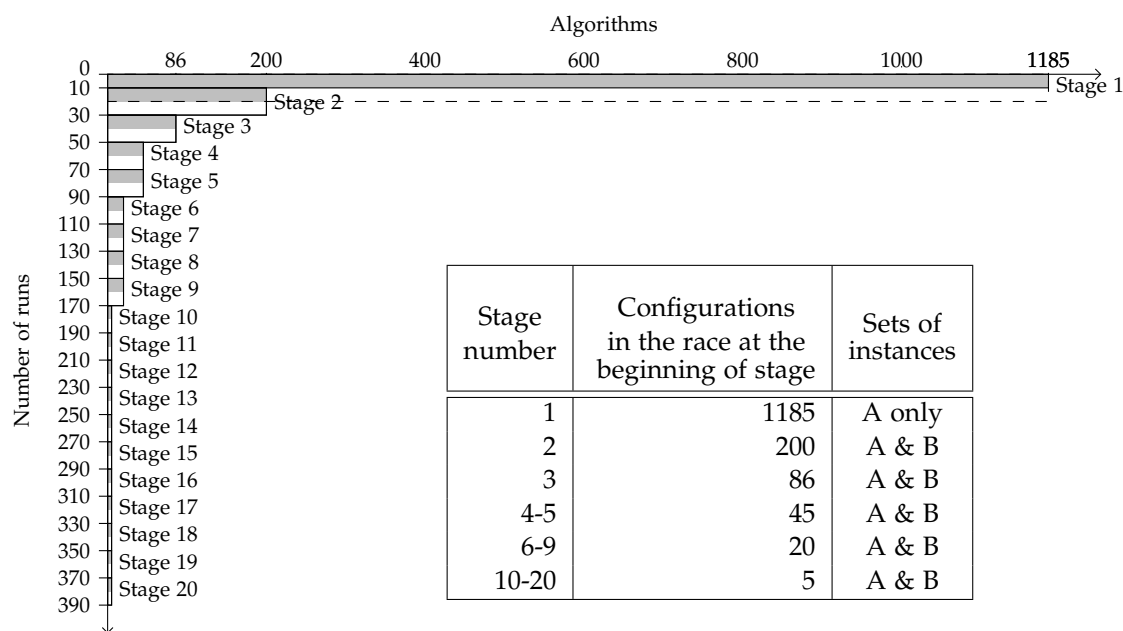 Algorithms
0 86 200 400 600 800 1000 1185
10 Stage 1
Stage 2
30
Stage 3
50
Stage 4
70
Stage 5
90
Stage 6
110
Stage 7
130
Stage 8
150
Stage 9
170
Stage 10
190
Stage 11
210
Stage 12
230
Stage 13
250
Stage 14
270
Stage 15
290
Stage 16
310
Stage 17
330
Stage 18
350
Stage 19
370
Stage 20
390
Number of runs
Stage
number
Configurations
in the race at the
beginning of stage
Sets of
instances
1 1185 A only
2 200 A & B
3 86 A & B
4-5 45 A & B
6-9 20 A & B
10-20 5 A & B